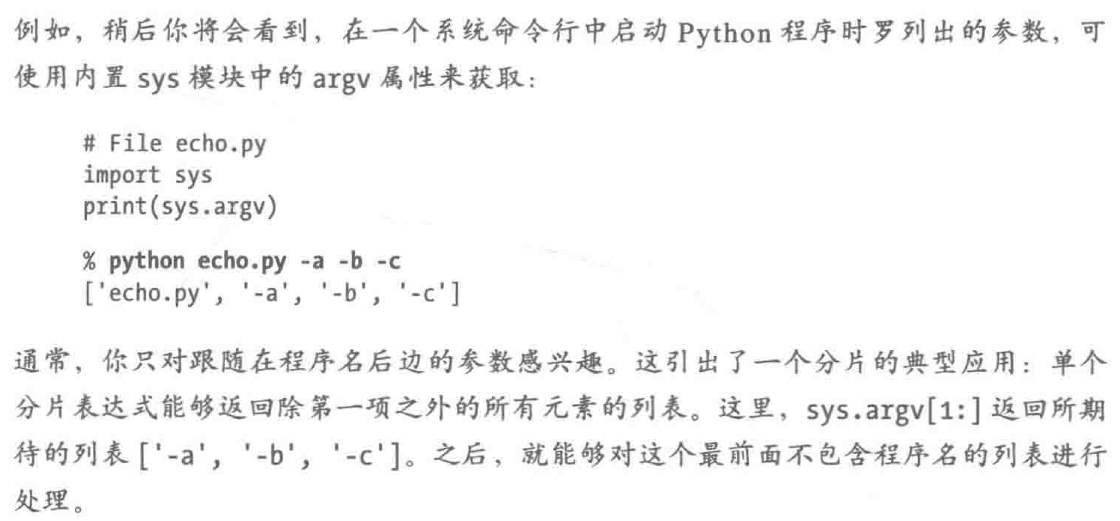 例如，稍后你将会看到，在一个系统命令行中启动 Python 程序时罗列出的参数，可
使用内置 sys 模块中的 argv 属性来获取：
# File echo.py
import sys
print(sys.argv)
% python echo.py -a -b -c
['echo.py', '-a', '-b', '-c']
通常，你只对跟随在程序名后边的参数感兴趣。这引出了一个分片的典型应用：单个
分片表达式能够返回除第一项之外的所有元素的列表。这里，sys.argv[1:] 返回所期
待的列表 ['-a', '-b', '-c']。之后，就能够对这个最前面不包含程序名的列表进行
处理。